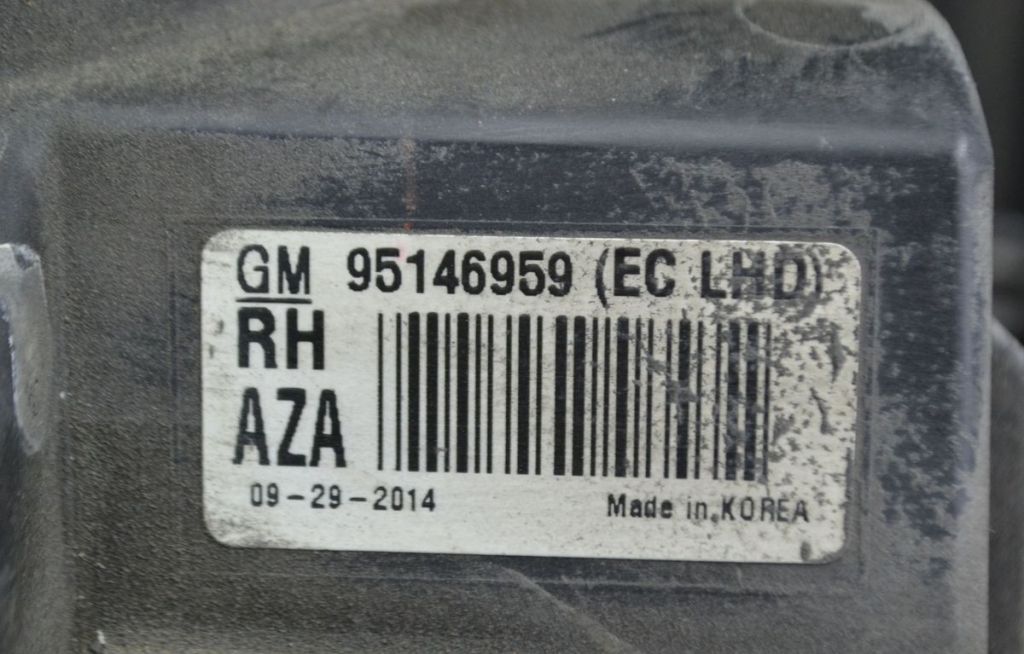 GM 95146959 (EC LHD)
RH
AZA
09-29-2014
Made in KOREA